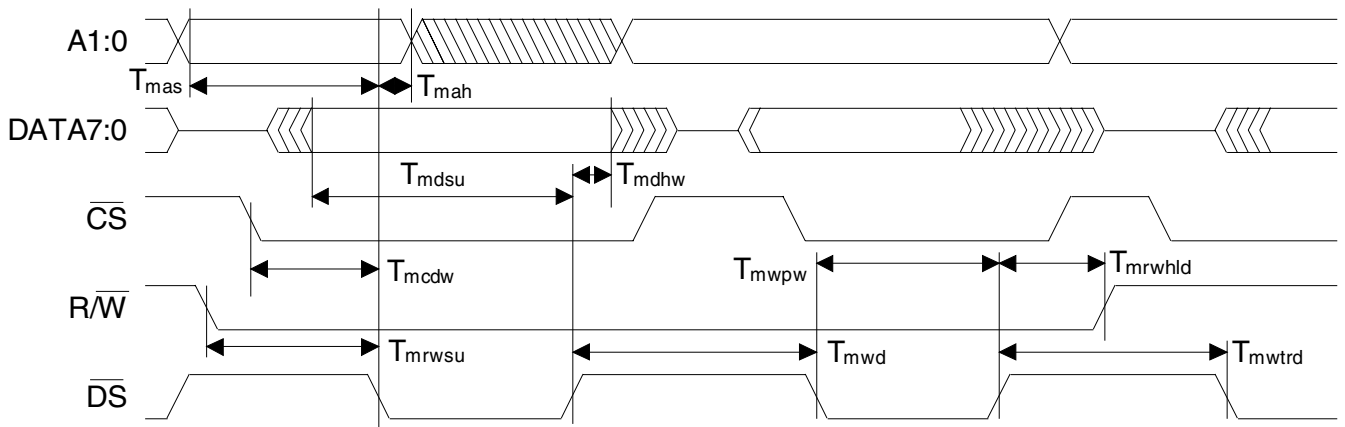 A1:0
Tmas
Tmah
DATA7:0
Tmdsu
Tmdhw
CS
Tmcdw
Tmwpw
Tmrwhld
R/W
Tmrwsu
Tmwd
Tmwtrd
DS